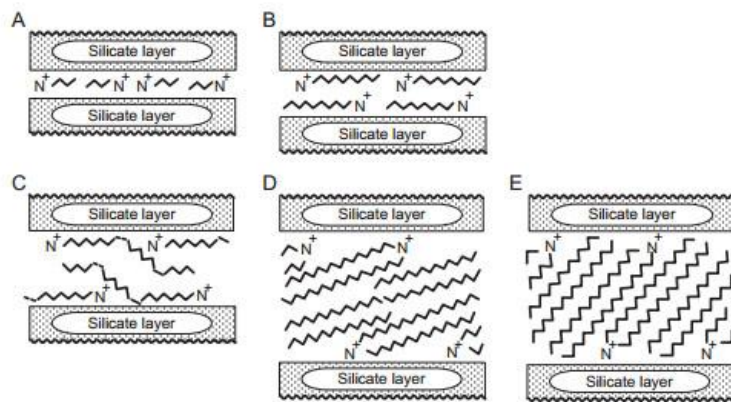 A
Silicate layer
N+ N+ N+ N+
Silicate layer
B
Silicate layer
N+ N+
N+ N+
Silicate layer
C
Silicate layer
N+ N+
N+ N+
Silicate layer
D
Silicate layer
N+ N+
N+ N+
Silicate layer
E
Silicate layer
N+ N+
N+ N+
Silicate layer